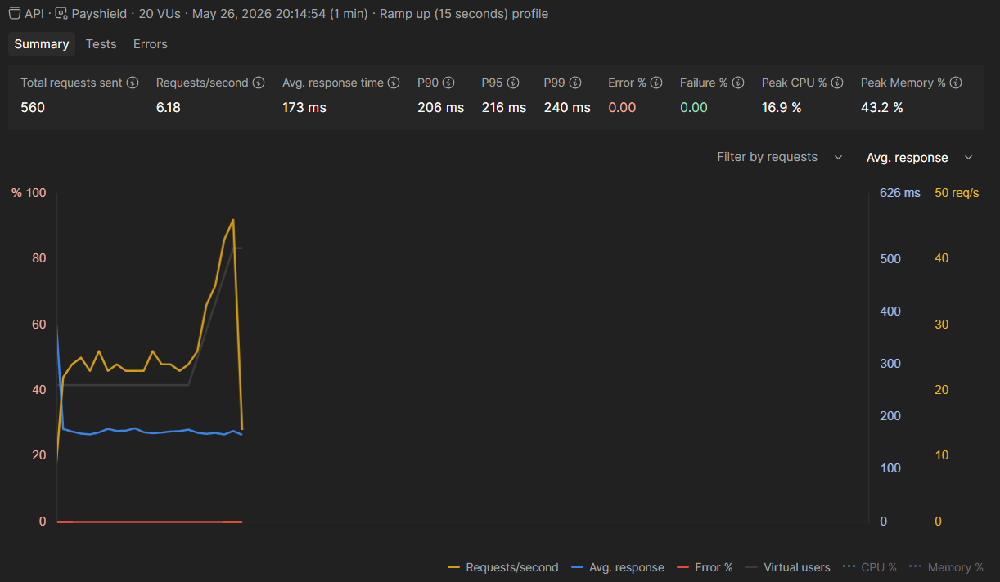 API · Payshield · 20 VUs · May 26, 2026 20:14:54 (1 min) · Ramp up (15 seconds) profile
Summary Tests Errors
Total requests sent Requests/second Avg. response time P90 P95 P99 Error % Failure % Peak CPU % Peak Memory %
560 6.18 173 ms 206 ms 216 ms 240 ms 0.00 0.00 16.9 % 43.2 %
Filter by requests Avg. response
% 100 626 ms 50 req/s
80 500 40
400
60 30
300
40 20
200
20 10
100
0 0 0
Requests/second Avg. response Error % Virtual users CPU % Memory %